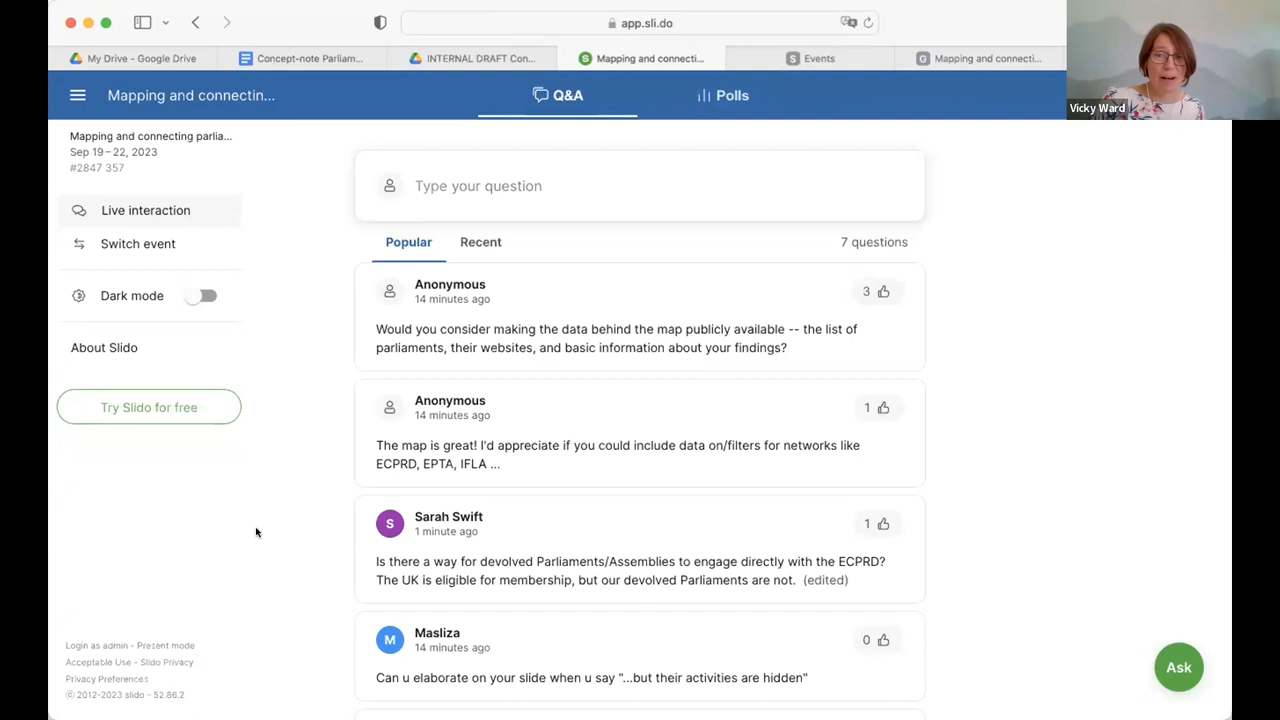 app.sli.do
My Drive - Google Drive
Concept-note Parliam...
INTERNAL DRAFT Con...
Mapping and connecti...
Events
Mapping and connecti...
Vicky Ward
Mapping and connectin...
Q&A
Polls
Mapping and connecting parlia...
Sep 19 – 22, 2023
#2847 357
Live interaction
Switch event
Dark mode
About Slido
Try Slido for free
Login as admin - Present mode
Acceptable Use - Slido Privacy
Privacy Preferences
© 2012-2023 slido - 52.86.2
Type your question
Popular
Recent
7 questions
Anonymous
14 minutes ago
3
Would you consider making the data behind the map publicly available -- the list of
parliaments, their websites, and basic information about your findings?
Anonymous
14 minutes ago
1
The map is great! I'd appreciate if you could include data on/filters for networks like
ECPRD, EPTA, IFLA ...
S
Sarah Swift
1 minute ago
1
Is there a way for devolved Parliaments/Assemblies to engage directly with the ECPRD?
The UK is eligible for membership, but our devolved Parliaments are not. (edited)
M
Masliza
14 minutes ago
0
Can u elaborate on your slide when u say "...but their activities are hidden"
Ask